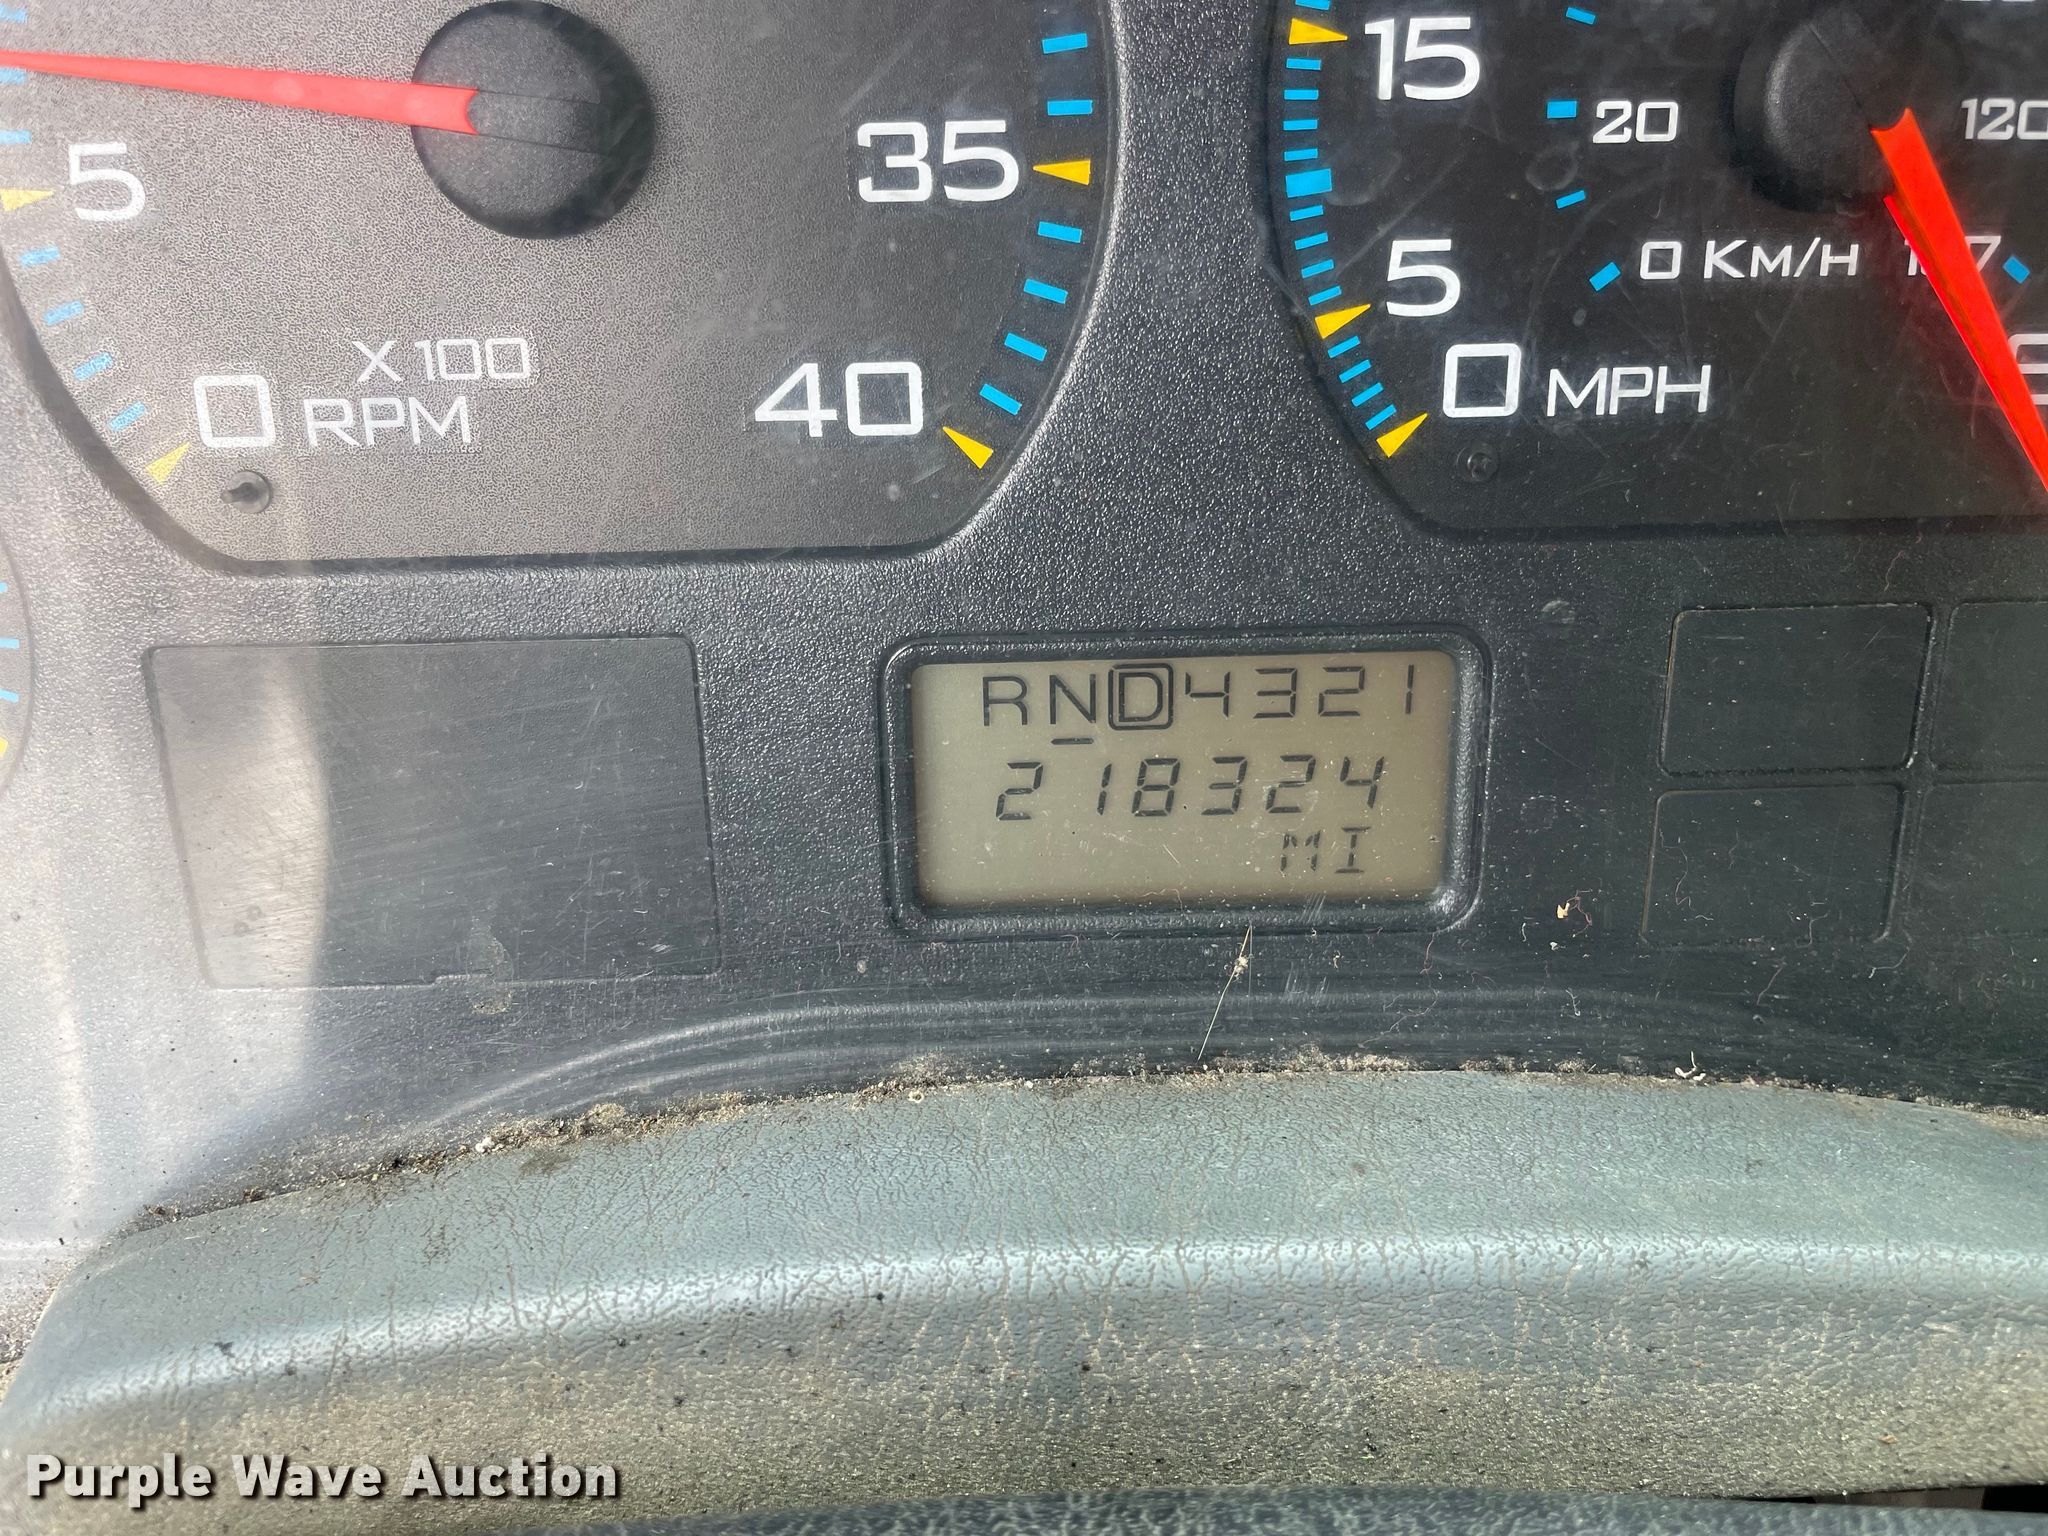 15
20
120
35
5
5
0 KM/H
X100
0 RPM
40
0 MPH
RND4321
218324
MI
Purple Wave Auction